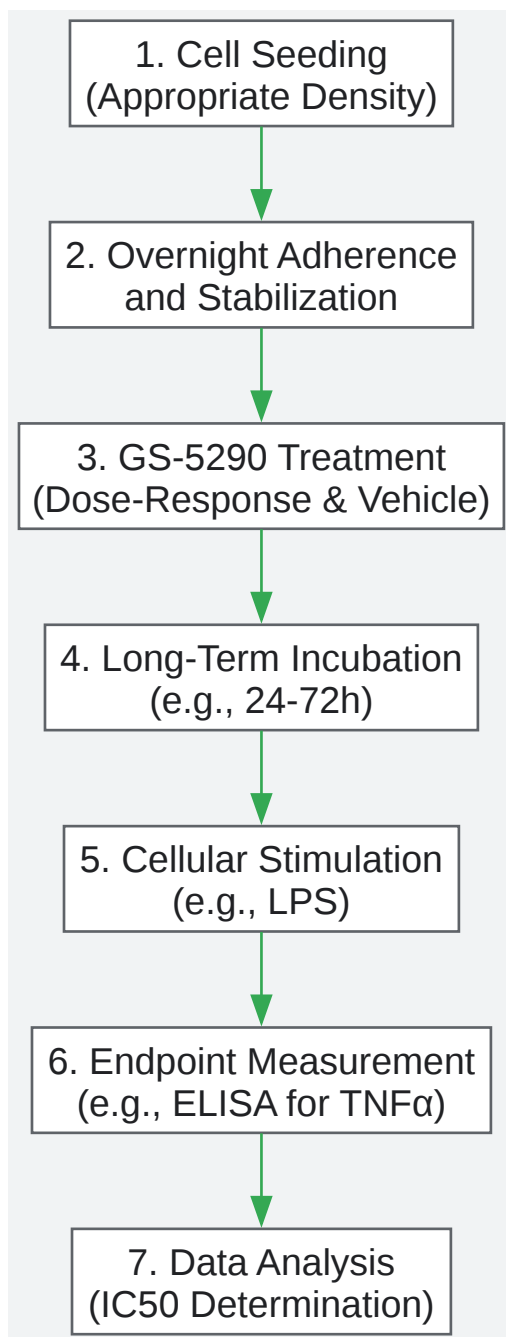 1. Cell Seeding
(Appropriate Density)
2. Overnight Adherence
and Stabilization
3. GS-5290 Treatment
(Dose-Response & Vehicle)
4. Long-Term Incubation
(e.g., 24-72h)
5. Cellular Stimulation
(e.g., LPS)
6. Endpoint Measurement
(e.g., ELISA for TNFα)
7. Data Analysis
(IC50 Determination)